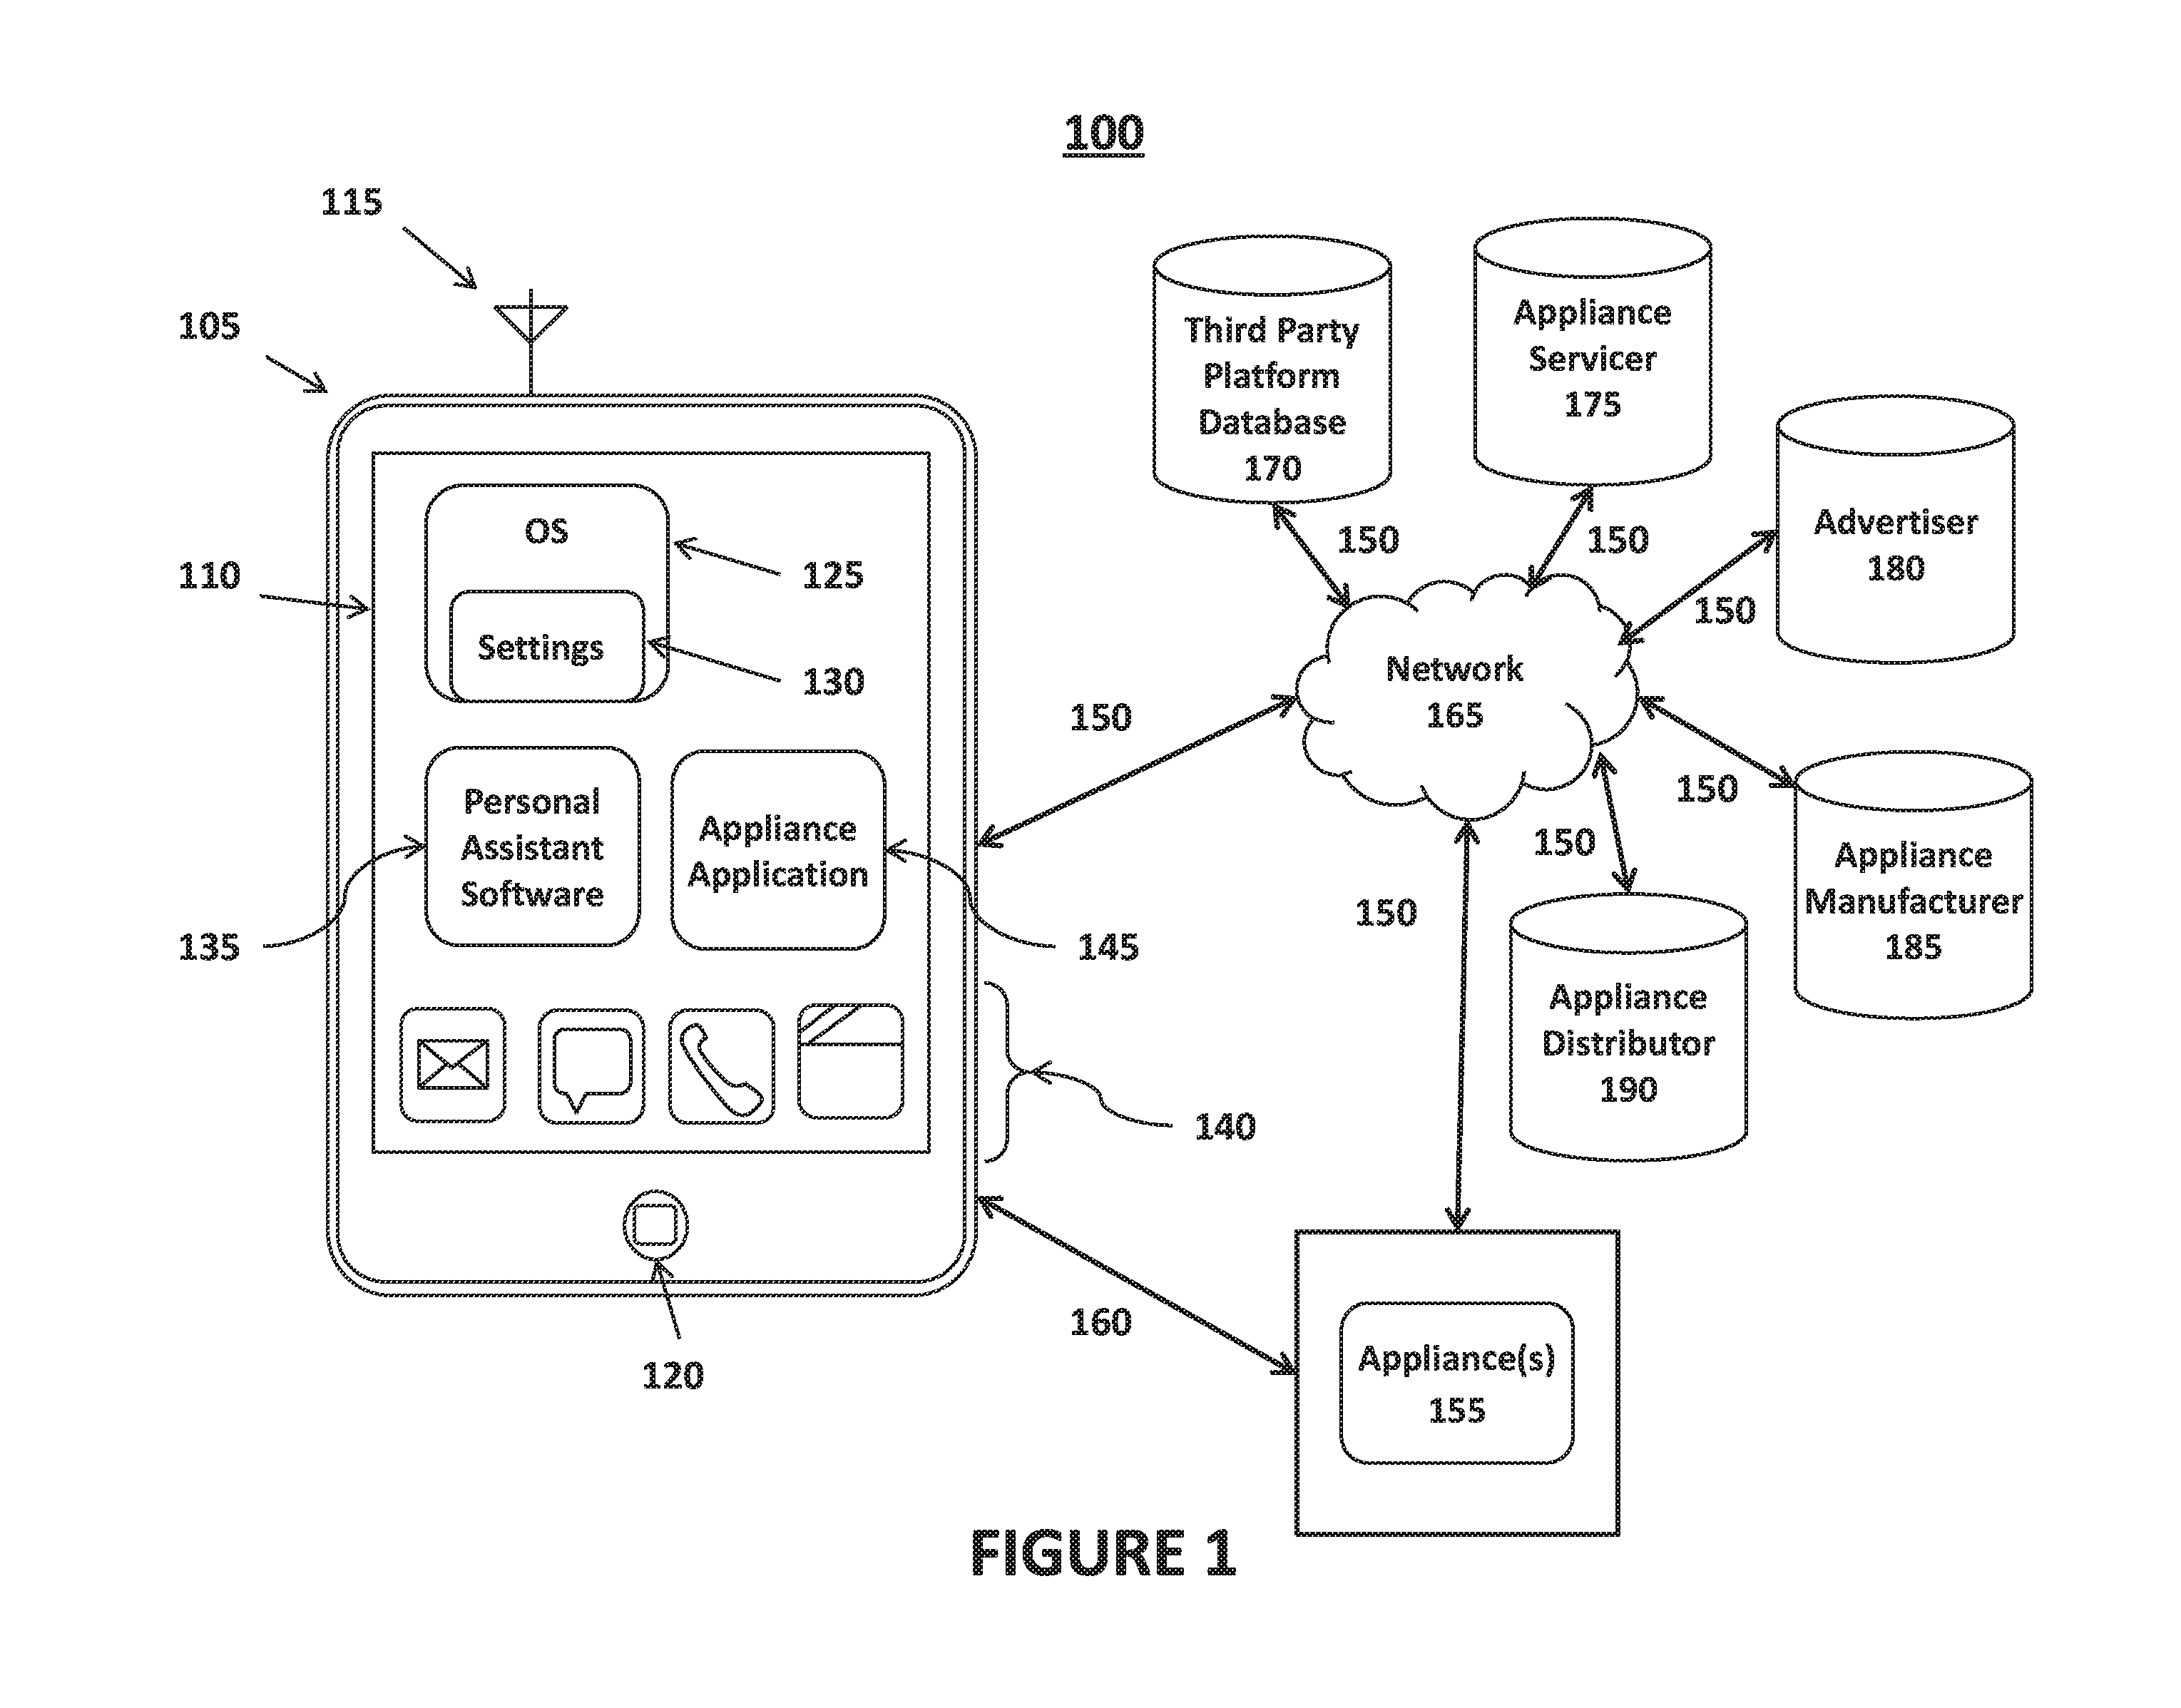 100
115
105
110
OS
125
Settings
130
Personal
Assistant
Software
135
Appliance
Application
145
140
120
Third Party
Platform
Database
170
Appliance
Servicer
175
Advertiser
180
150
150
150
Network
165
150
150
150
150
Appliance
Manufacturer
185
Appliance
Distributor
190
160
Appliance(s)
155
FIGURE 1